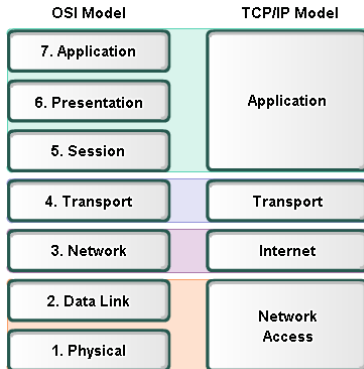 OSI Model
TCP/IP Model
7. Application
6. Presentation
5. Session
Application
4. Transport
Transport
3. Network
Internet
2. Data Link
1. Physical
Network
Access